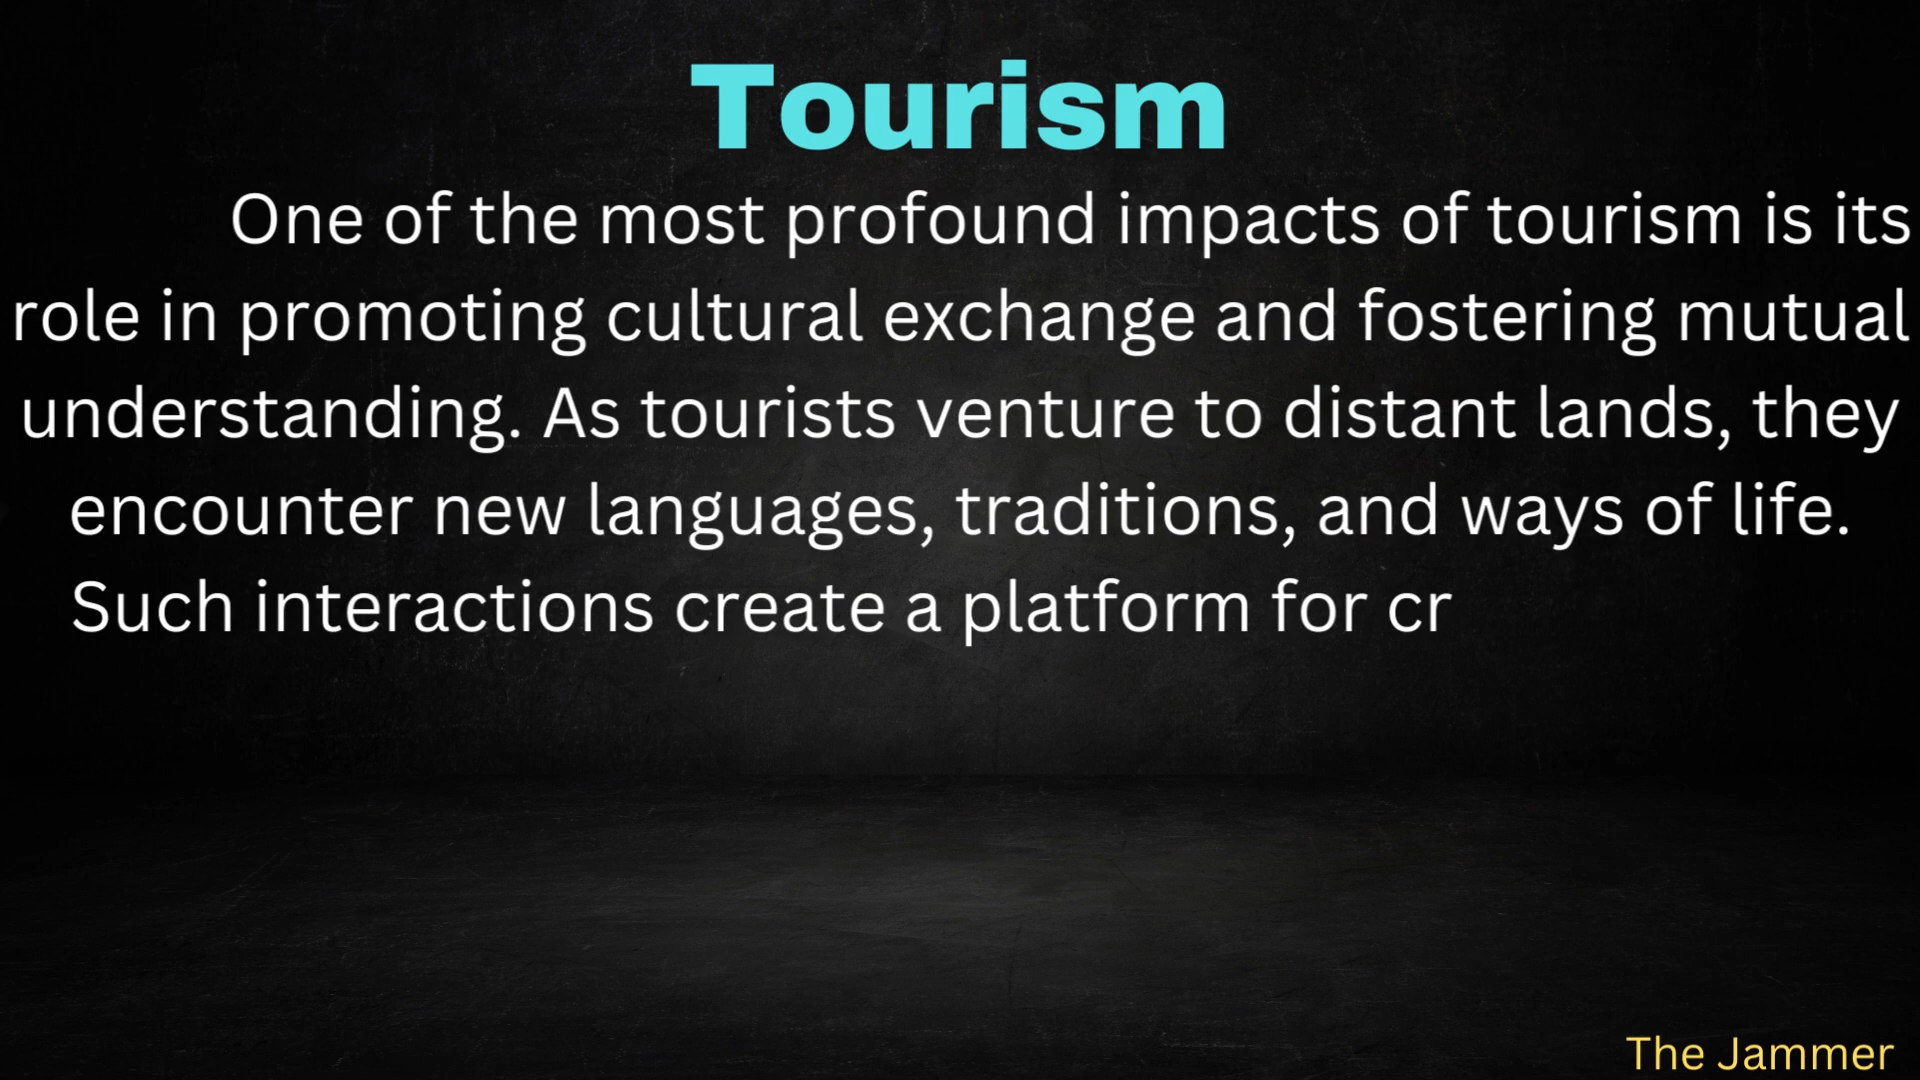 Tourism
One of the most profound impacts of tourism is its
role in promoting cultural exchange and fostering mutual
understanding. As tourists venture to distant lands, they
encounter new languages, traditions, and ways of life.
Such interactions create a platform for cr
The Jammer